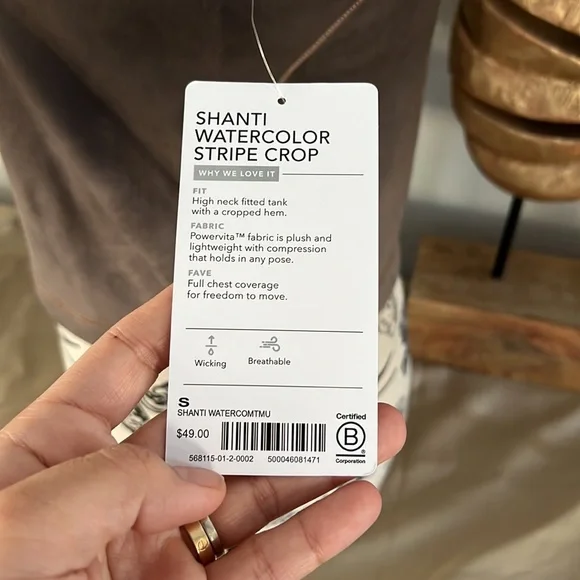 SHANTI
WATERCOLOR
STRIPE CROP
WHY WE LOVE IT
FIT
High neck fitted tank
with a cropped hem.
FABRIC
Powervita™ fabric is plush and
lightweight with compression
that holds in any pose.
FAVE
Full chest coverage
for freedom to move.
Wicking
Breathable
S
SHANTI WATERCOMTMU
$49.00
568115-01-2-0002 500046081471
Certified
B®
Corporation